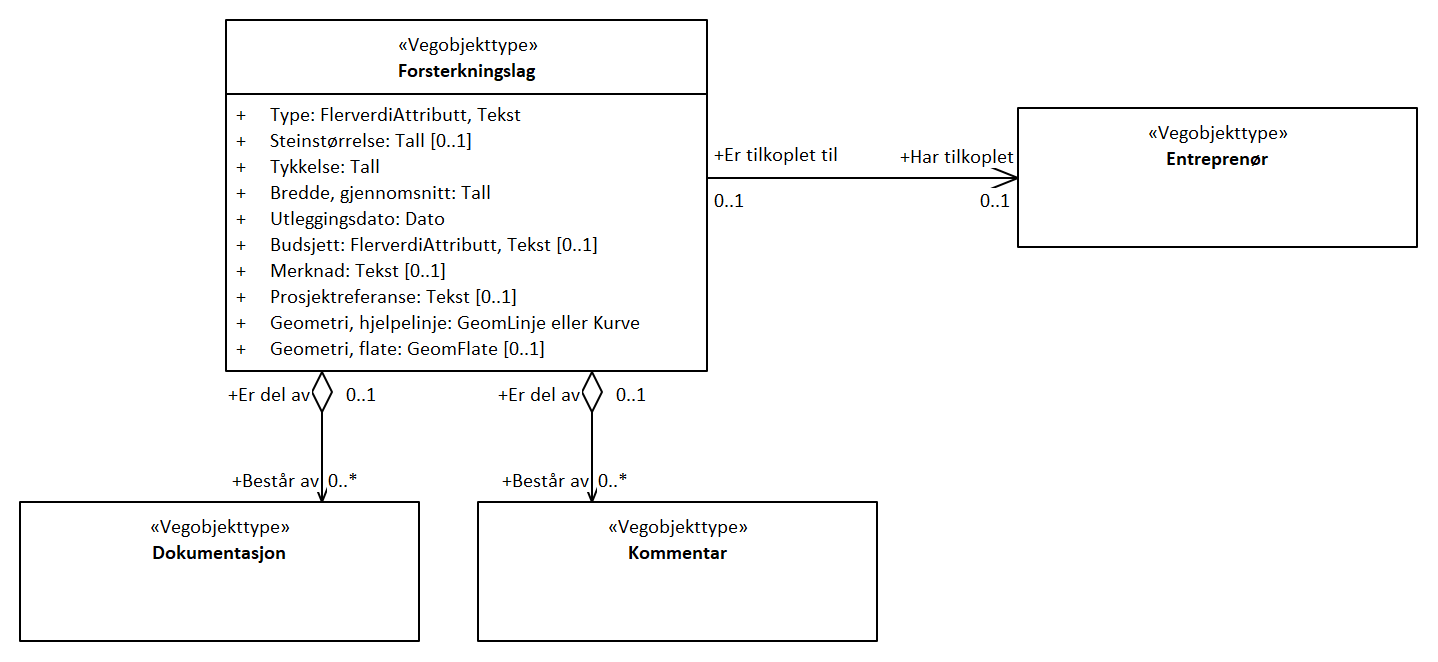 «Vegobjekttype»
Forsterkningslag
+ Type: FlerverdiAttributt, Tekst
+ Steinstørrelse: Tall [0..1]
+ Tykkelse: Tall
+ Bredde, gjennomsnitt: Tall
+ Utleggingsdato: Dato
+ Budsjett: FlerverdiAttributt, Tekst [0..1]
+ Merknad: Tekst [0..1]
+ Prosjektreferanse: Tekst [0..1]
+ Geometri, hjelpelinje: GeomLinje eller Kurve
+ Geometri, flate: GeomFlate [0..1]
+Er tilkoplet til
+Har tilkoplet
0..1
0..1
«Vegobjekttype»
Entreprenør
+Er del av
0..1
+Er del av
0..1
+Består av
0..*
+Består av
0..*
«Vegobjekttype»
Dokumentasjon
«Vegobjekttype»
Kommentar